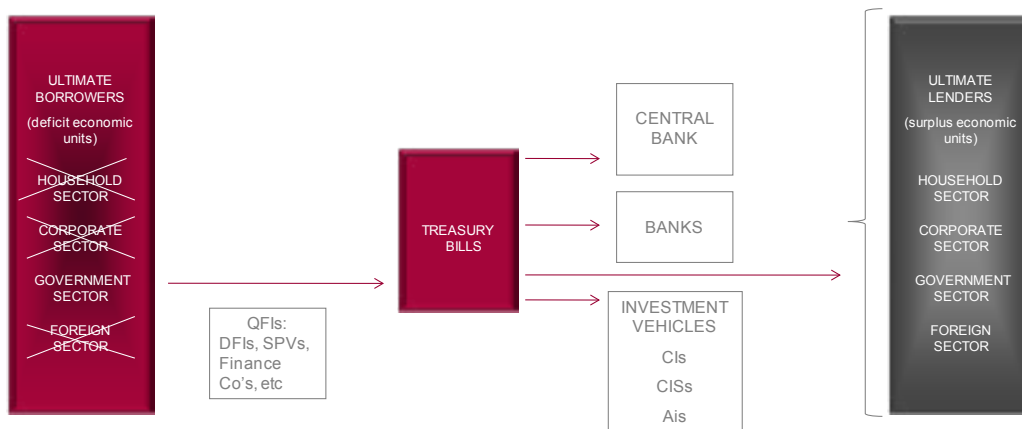 ULTIMATE
BORROWERS
(deficit economic
units)
HOUSEHOLD
SECTOR
CORPORATE
SECTOR
GOVERNMENT
SECTOR
FOREIGN
SECTOR
QFIs:
DFIs, SPVs,
Finance
Co's, etc
TREASURY
BILLS
CENTRAL
BANK
BANKS
INVESTMENT
VEHICLES
CIs
CISs
Ais
ULTIMATE
LENDERS
(surplus economic
units)
HOUSEHOLD
SECTOR
CORPORATE
SECTOR
GOVERNMENT
SECTOR
FOREIGN
SECTOR